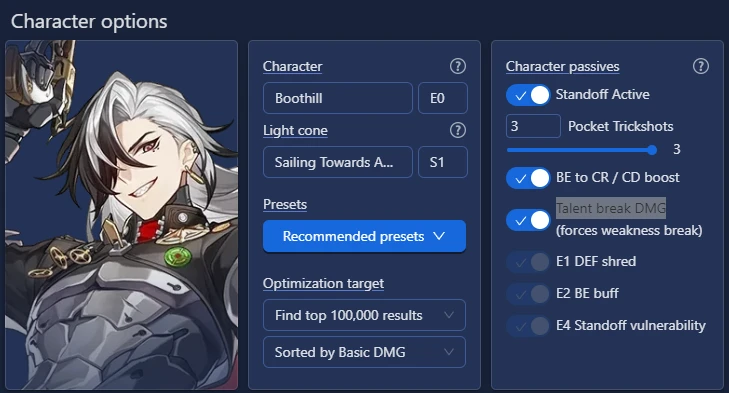 Character options
Character
Boothill
E0
Light cone
Sailing Towards A...
S1
Presets
Recommended presets
Optimization target
Find top 100,000 results
Sorted by Basic DMG
Character passives
Standoff Active
3
Pocket Trickshots
3
BE to CR / CD boost
Talent break DMG
(forces weakness break)
E1 DEF shred
E2 BE buff
E4 Standoff vulnerability